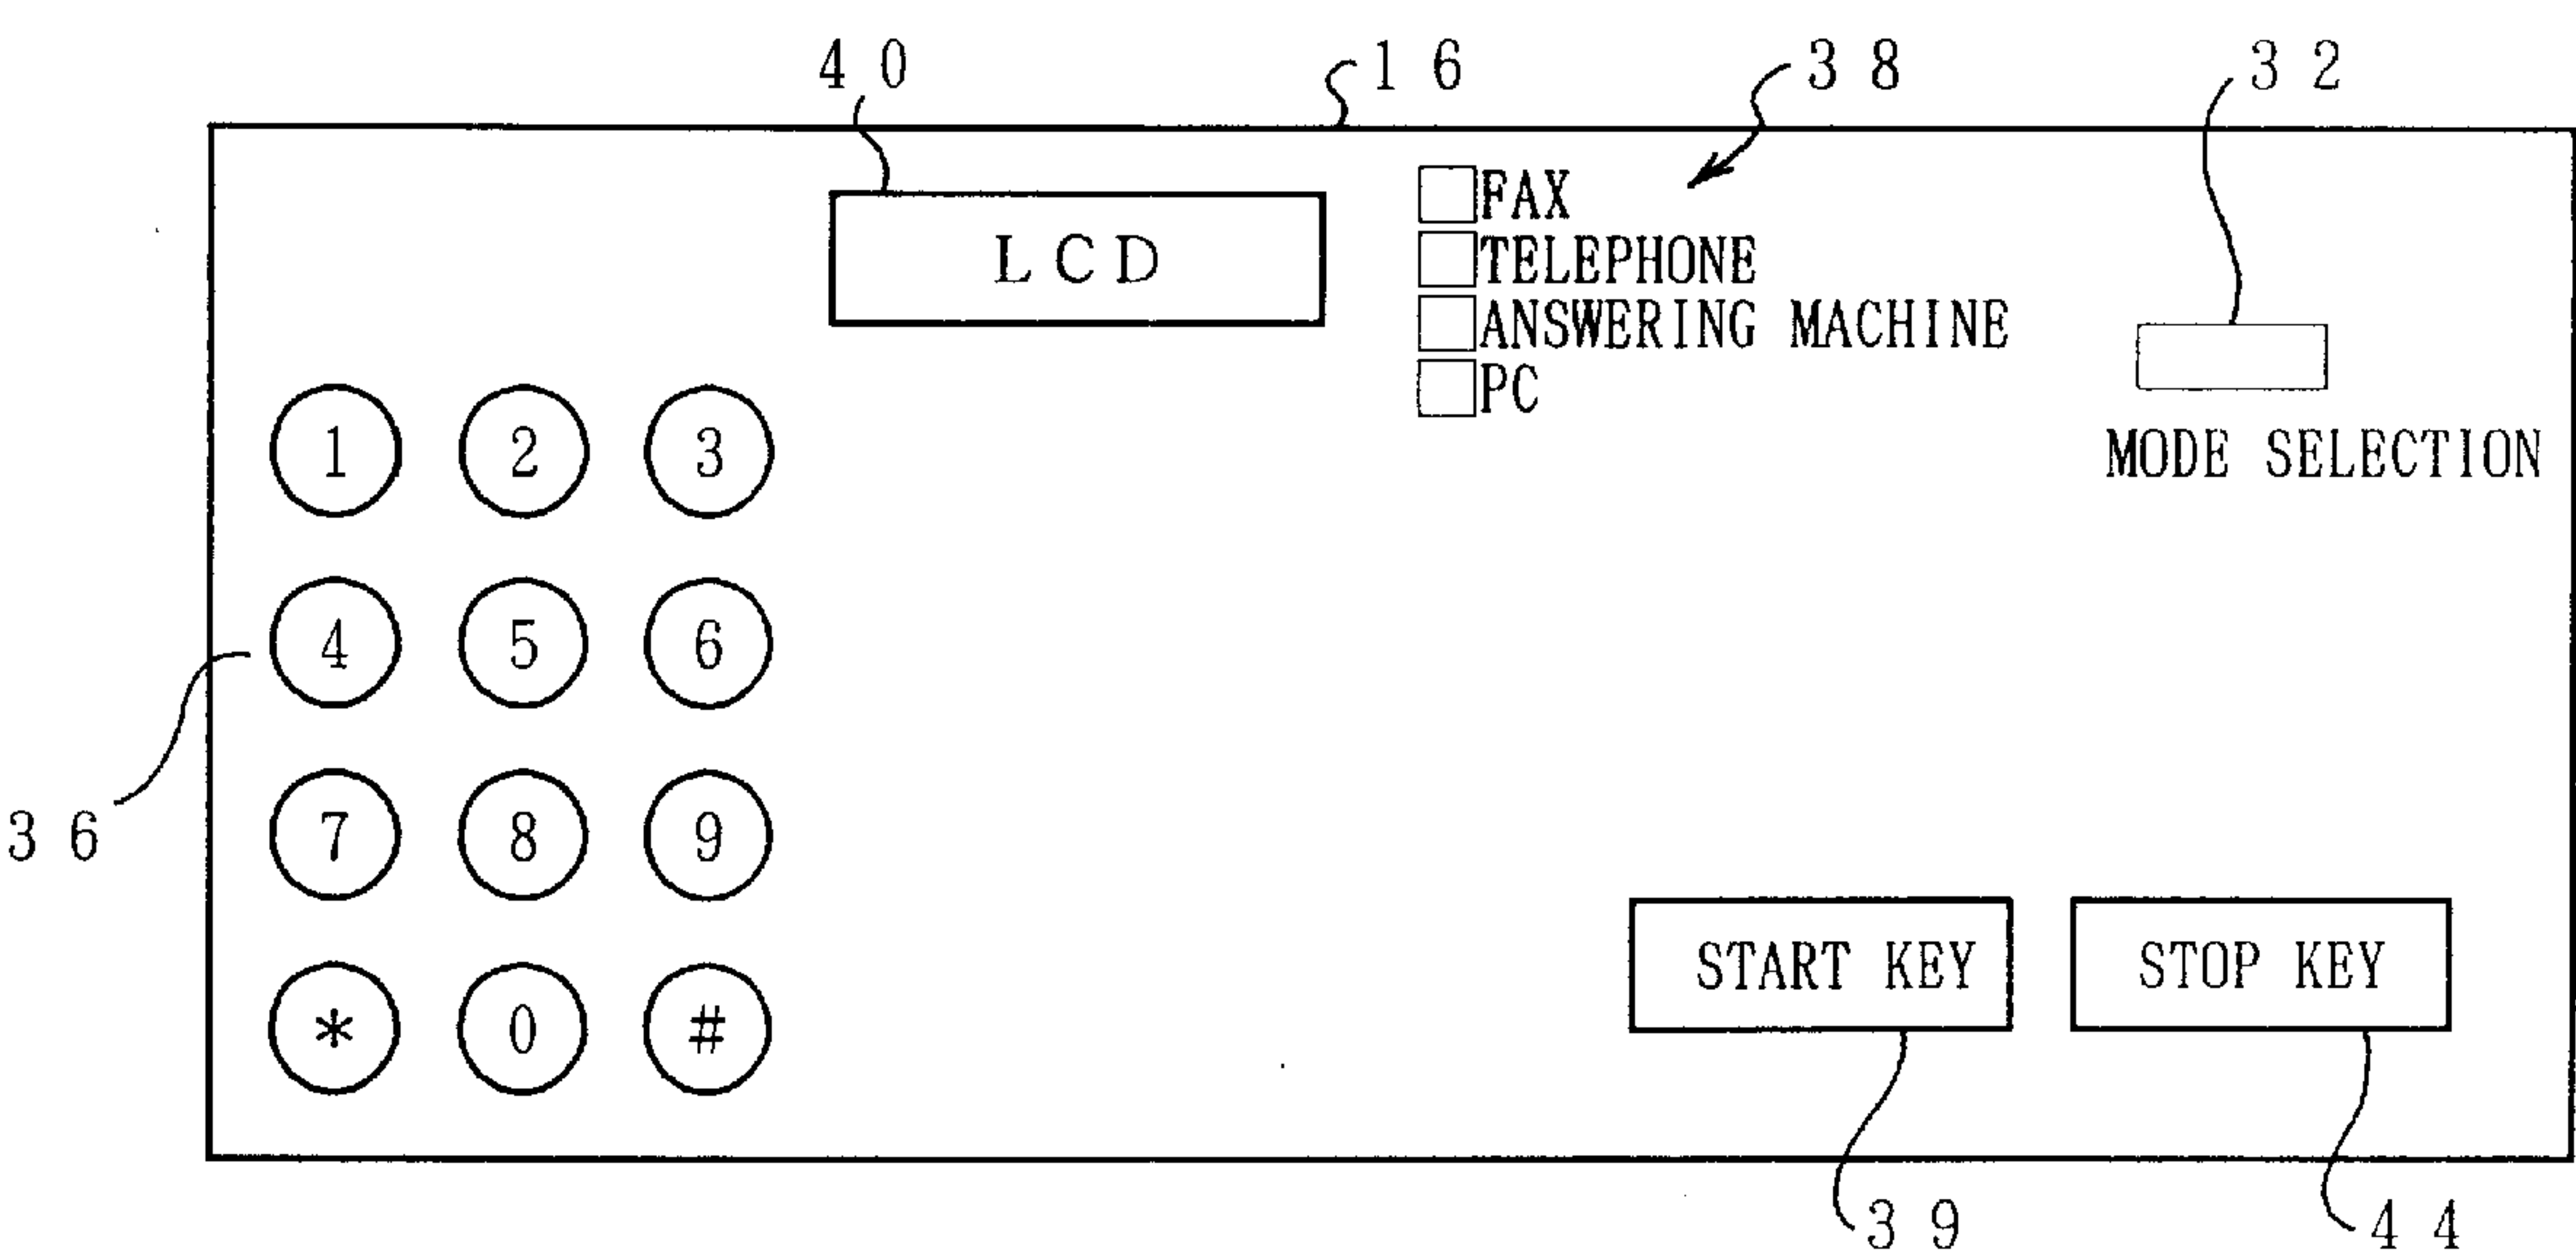 40 16 38 32
LCD
FAX
TELEPHONE
ANSWERING MACHINE
PC
MODE SELECTION
1 2 3
4 5 6
36
7 8 9
* 0 #
START KEY STOP KEY
39 44